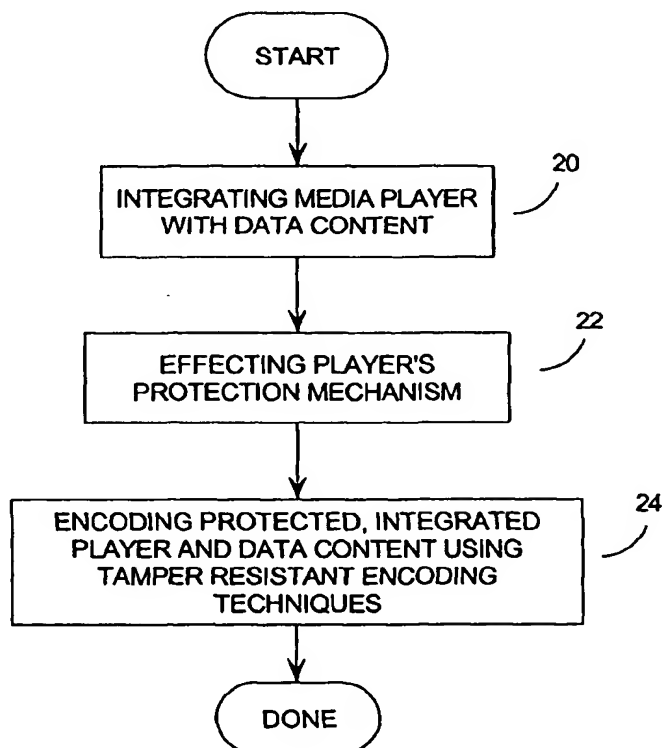 START
20
INTEGRATING MEDIA PLAYER
WITH DATA CONTENT
22
EFFECTING PLAYER'S
PROTECTION MECHANISM
24
ENCODING PROTECTED, INTEGRATED
PLAYER AND DATA CONTENT USING
TAMPER RESISTANT ENCODING
TECHNIQUES
DONE